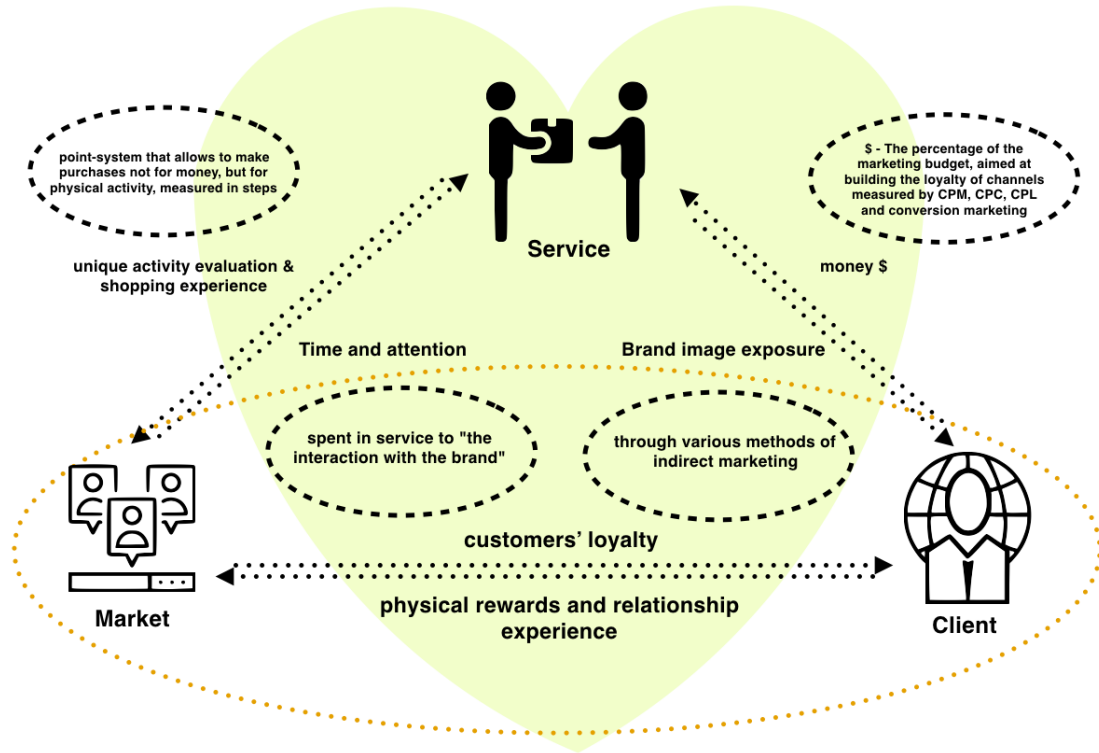 point-system that allows to make
purchases not for money, but for
physical activity, measured in steps
$ - The percentage of the
marketing budget, aimed at
building the loyalty of channels
measured by CPM, CPC, CPL
and conversion marketing
Service
unique activity evaluation &
shopping experience
money $
Time and attention
Brand image exposure
spent in service to "the
interaction with the brand"
through various methods of
indirect marketing
customers’ loyalty
physical rewards and relationship
experience
Market
Client